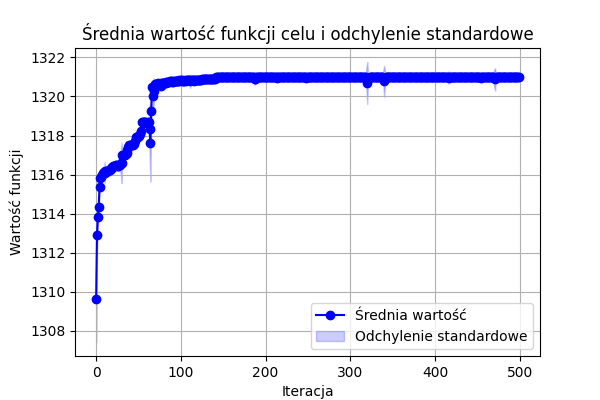 Średnia wartość funkcji celu i odchylenie standardowe
Wartość funkcji
1322
1320
1318
1316
1314
1312
1310
1308
0 100 200 300 400 500
Iteracja
Średnia wartość
Odchylenie standardowe